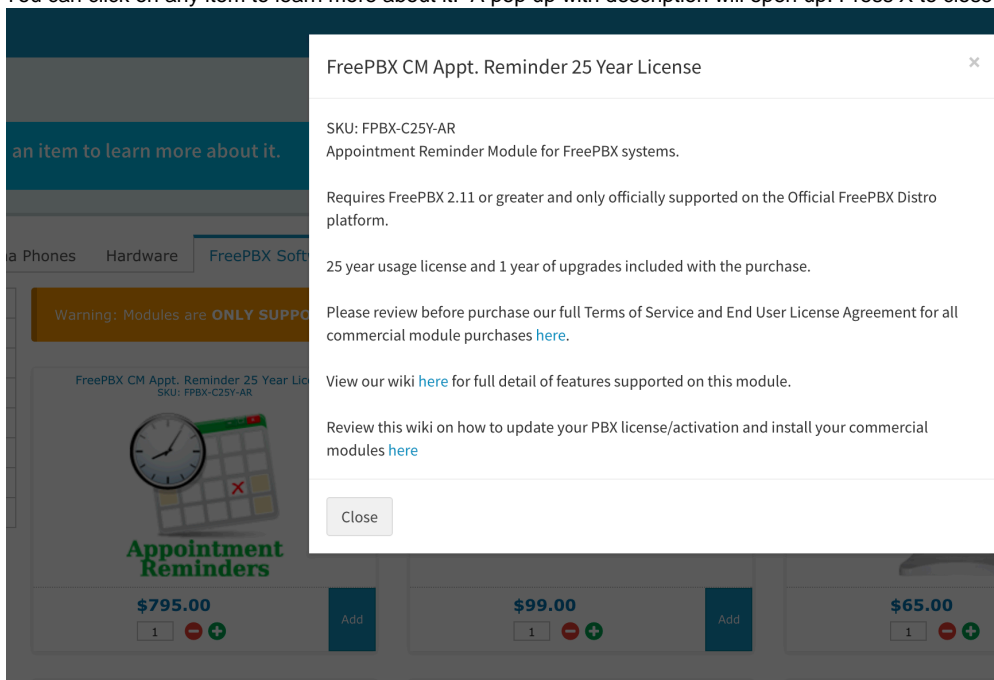 You can click on any item to learn more about it. A pop up with description will open up. Press X to close
FreePBX CM Appt. Reminder 25 Year License
×
SKU: FPBX-C25Y-AR
Appointment Reminder Module for FreePBX systems.
Requires FreePBX 2.11 or greater and only officially supported on the Official FreePBX Distro
platform.
25 year usage license and 1 year of upgrades included with the purchase.
Please review before purchase our full Terms of Service and End User License Agreement for all
commercial module purchases here.
View our wiki here for full detail of features supported on this module.
Review this wiki on how to update your PBX license/activation and install your commercial
modules here
Close
an item to learn more about it.
a Phones Hardware FreePBX Soft
Warning: Modules are ONLY SUPPO
FreePBX CM Appt. Reminder 25 Year Lic
SKU: FPBX-C25Y-AR
Appointment
Reminders
$795.00
1
Add
$99.00
1
Add
$65.00
1